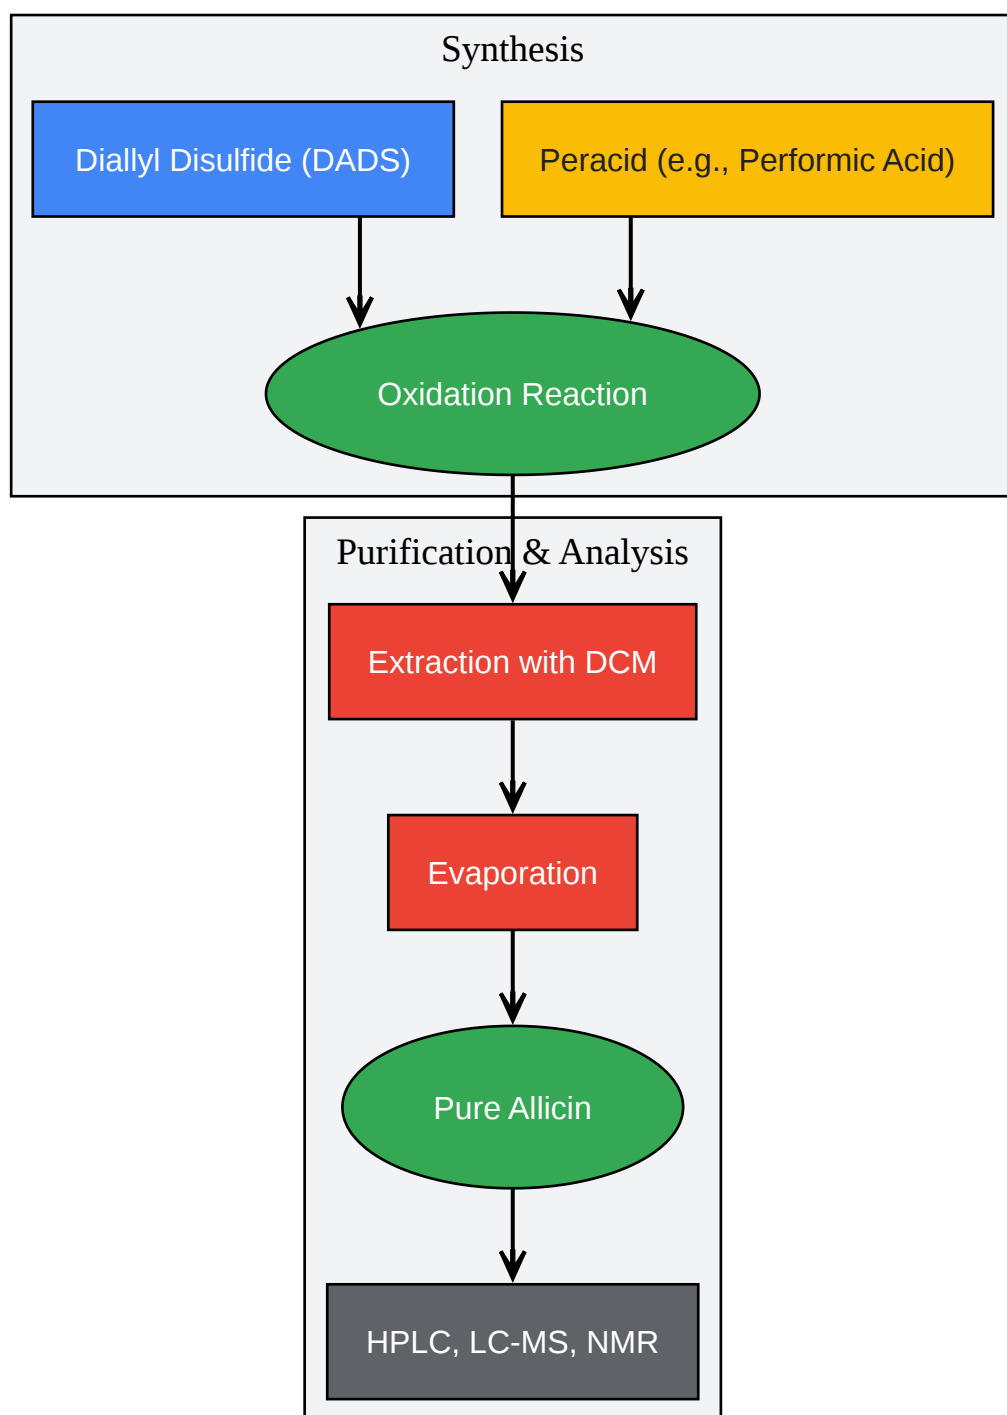 Synthesis
Diallyl Disulfide (DADS)
Peracid (e.g., Performic Acid)
Oxidation Reaction
Purification & Analysis
Extraction with DCM
Evaporation
Pure Allicin
HPLC, LC-MS, NMR